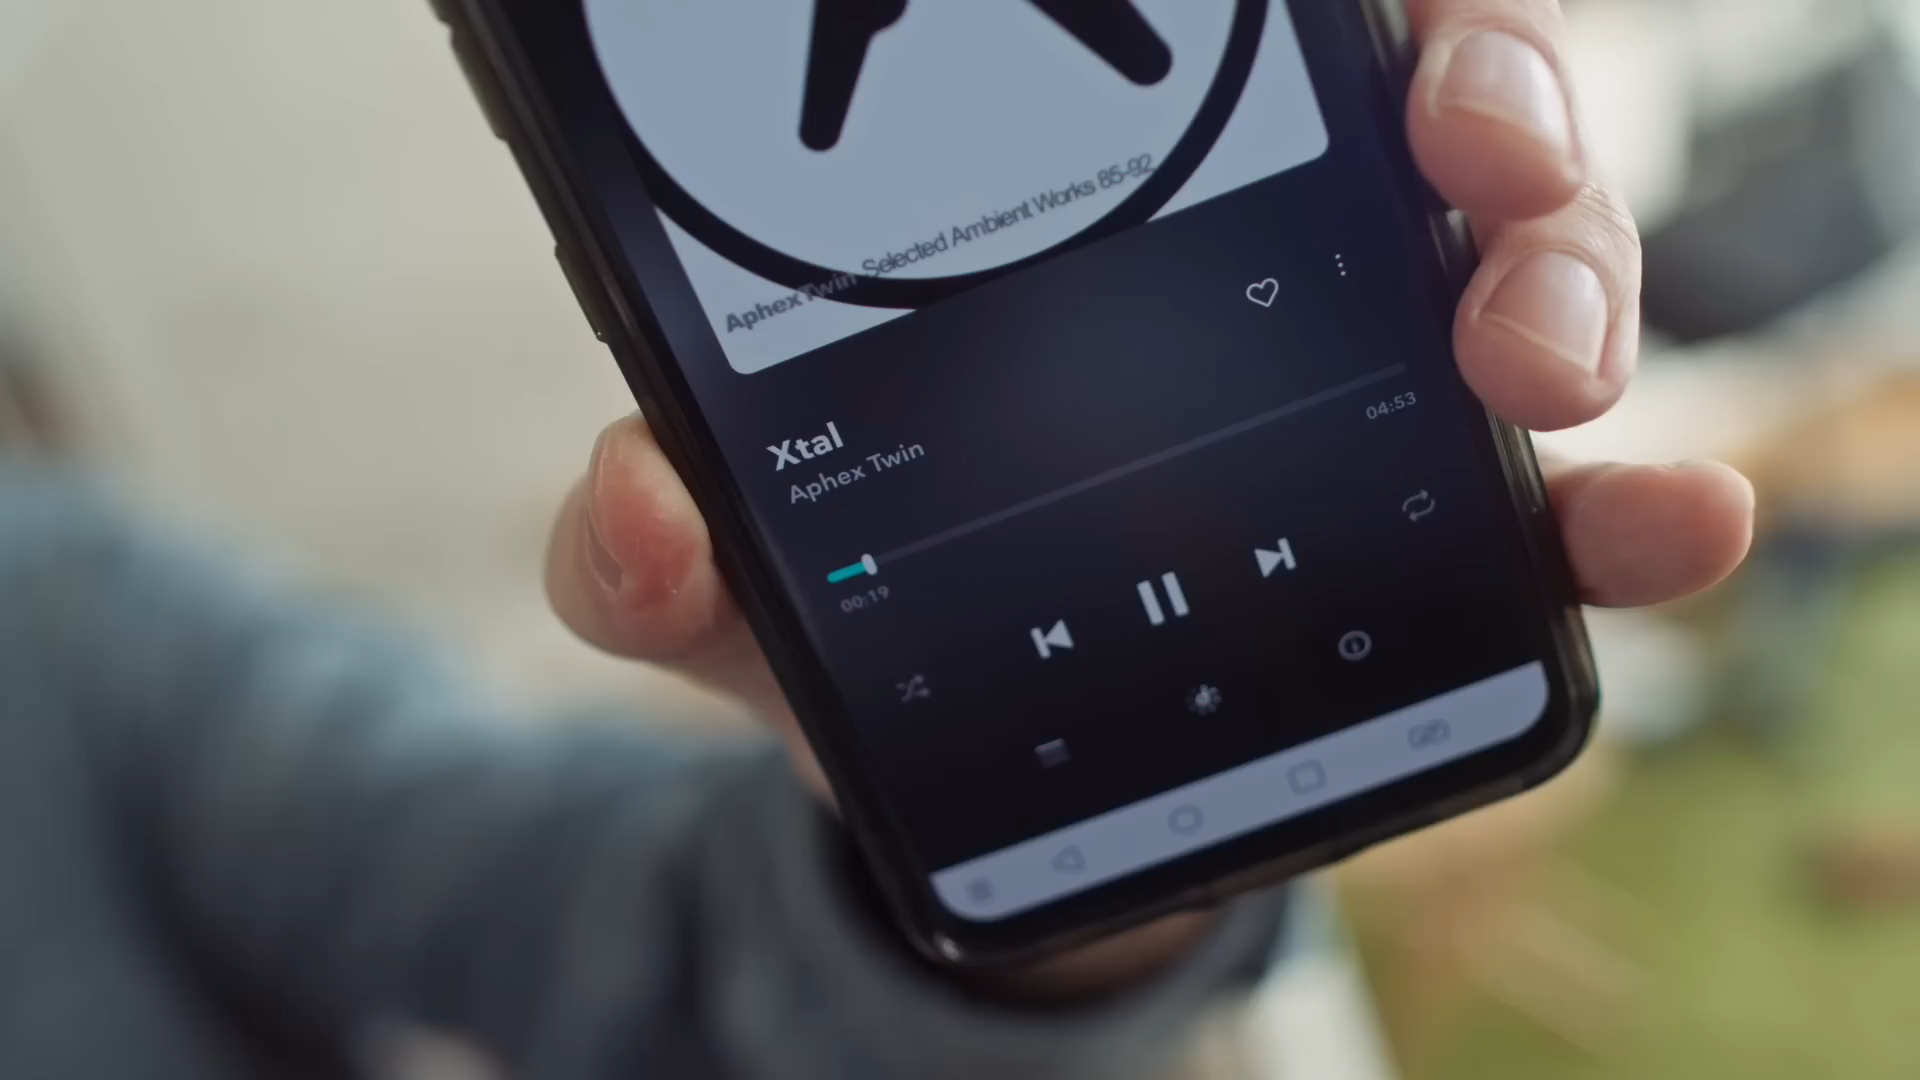 Aphex Twin Selected Ambient Works 85-92
Xtal
Aphex Twin
04:53
00:19